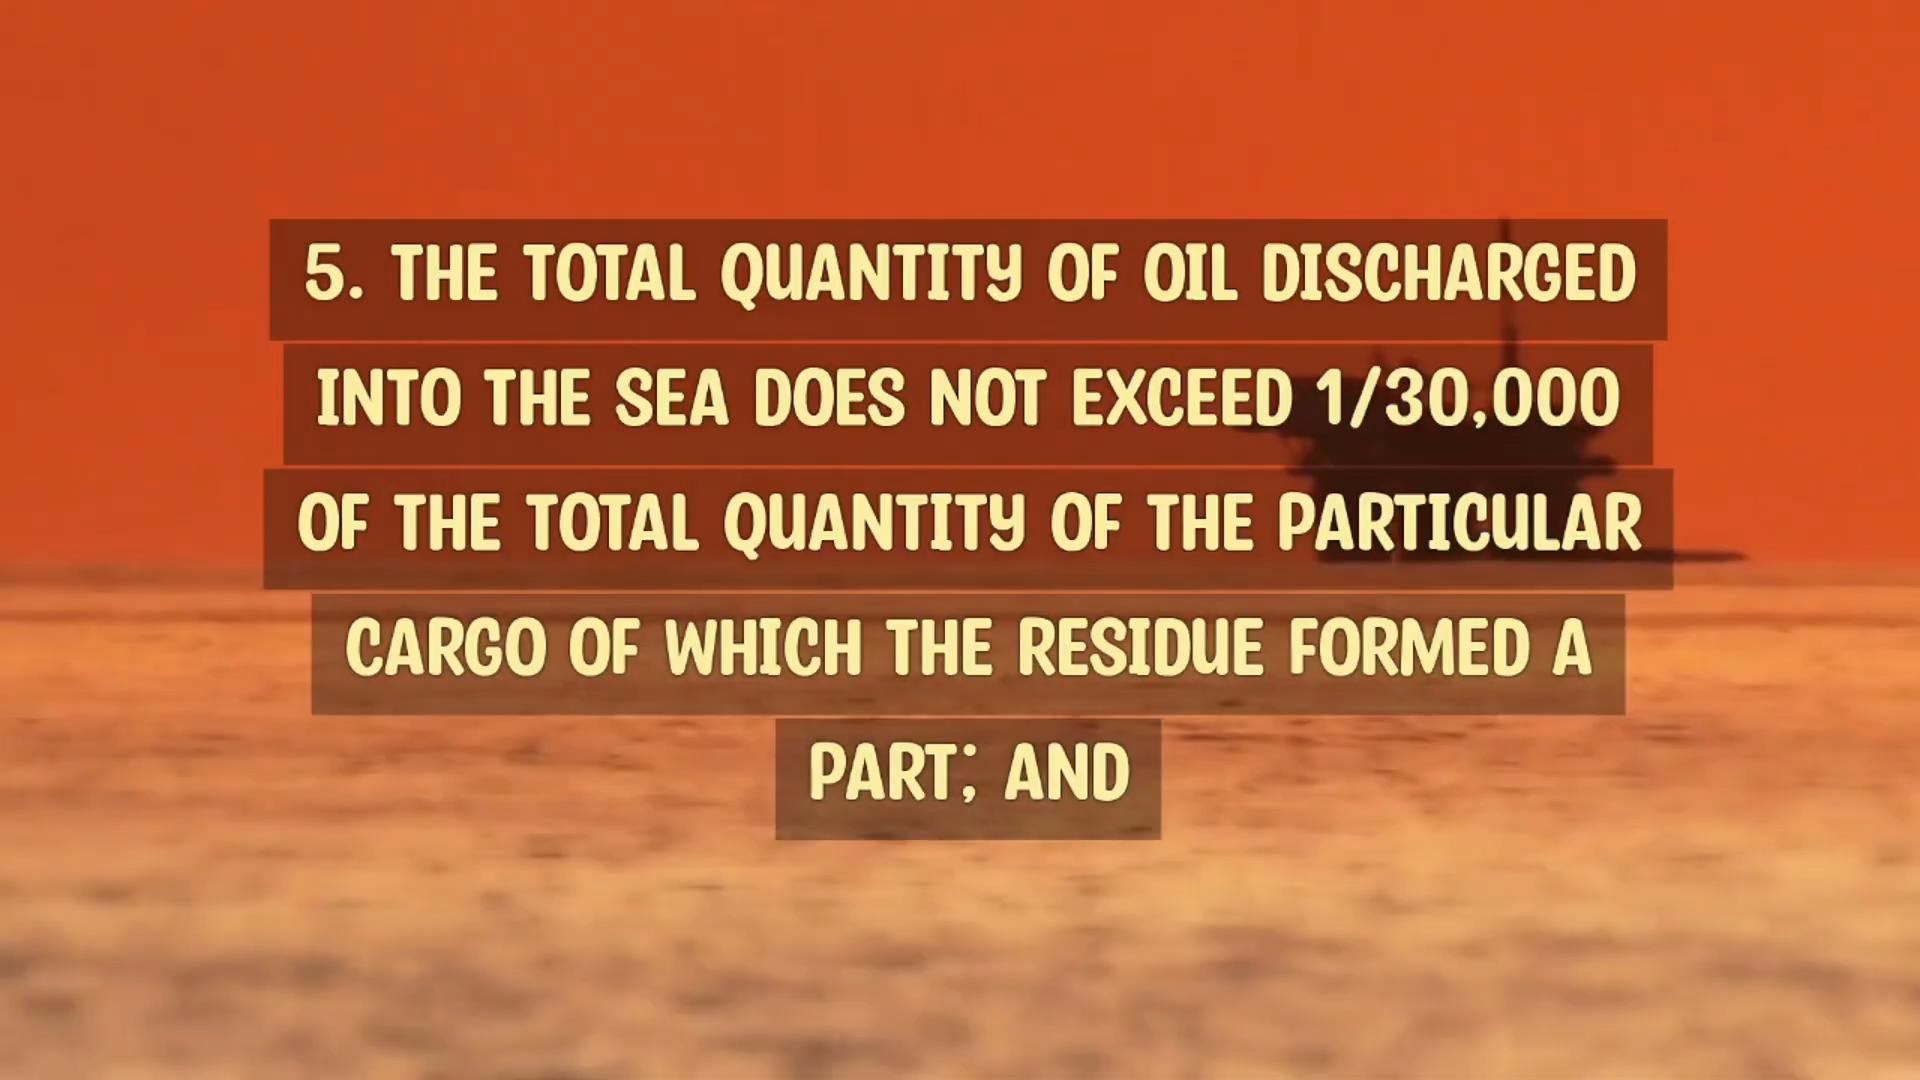 5. THE TOTAL QUANTITY OF OIL DISCHARGED
INTO THE SEA DOES NOT EXCEED 1/30,000
OF THE TOTAL QUANTITY OF THE PARTICULAR
CARGO OF WHICH THE RESIDUE FORMED A
PART; AND